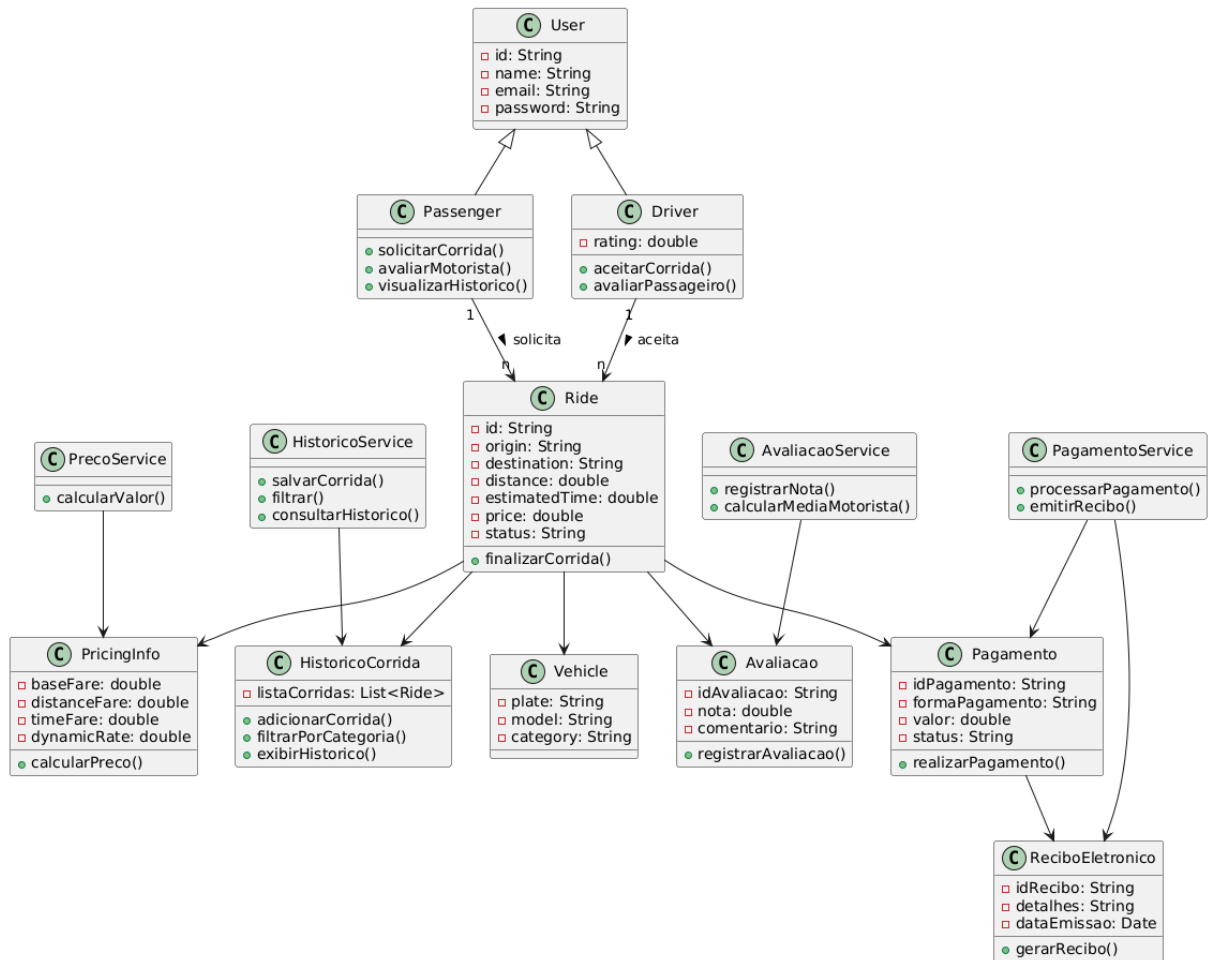 C User
id: String
name: String
email: String
password: String
C Passenger
solicitarCorrida()
avaliarMotorista()
visualizarHistorico()
C Driver
rating: double
aceitarCorrida()
avaliarPassageiro()
1
solicita
n
1
aceita
n
C Ride
id: String
origin: String
destination: String
distance: double
estimatedTime: double
price: double
status: String
finalizarCorrida()
C PrecoService
calcularValor()
C HistoricoService
salvarCorrida()
filtrar()
consultarHistorico()
C AvaliacaoService
registrarNota()
calcularMediaMotorista()
C PagamentoService
processarPagamento()
emitirRecibo()
C PricingInfo
baseFare: double
distanceFare: double
timeFare: double
dynamicRate: double
calcularPreco()
C HistoricoCorrida
listaCorridas: List<Ride>
adicionarCorrida()
filtrarPorCategoria()
exibirHistorico()
C Vehicle
plate: String
model: String
category: String
C Avaliacao
idAvaliacao: String
nota: double
comentario: String
registrarAvaliacao()
C Pagamento
idPagamento: String
formaPagamento: String
valor: double
status: String
realizarPagamento()
C ReciboEletronico
idRecibo: String
detalhes: String
dataEmissao: Date
gerarRecibo()